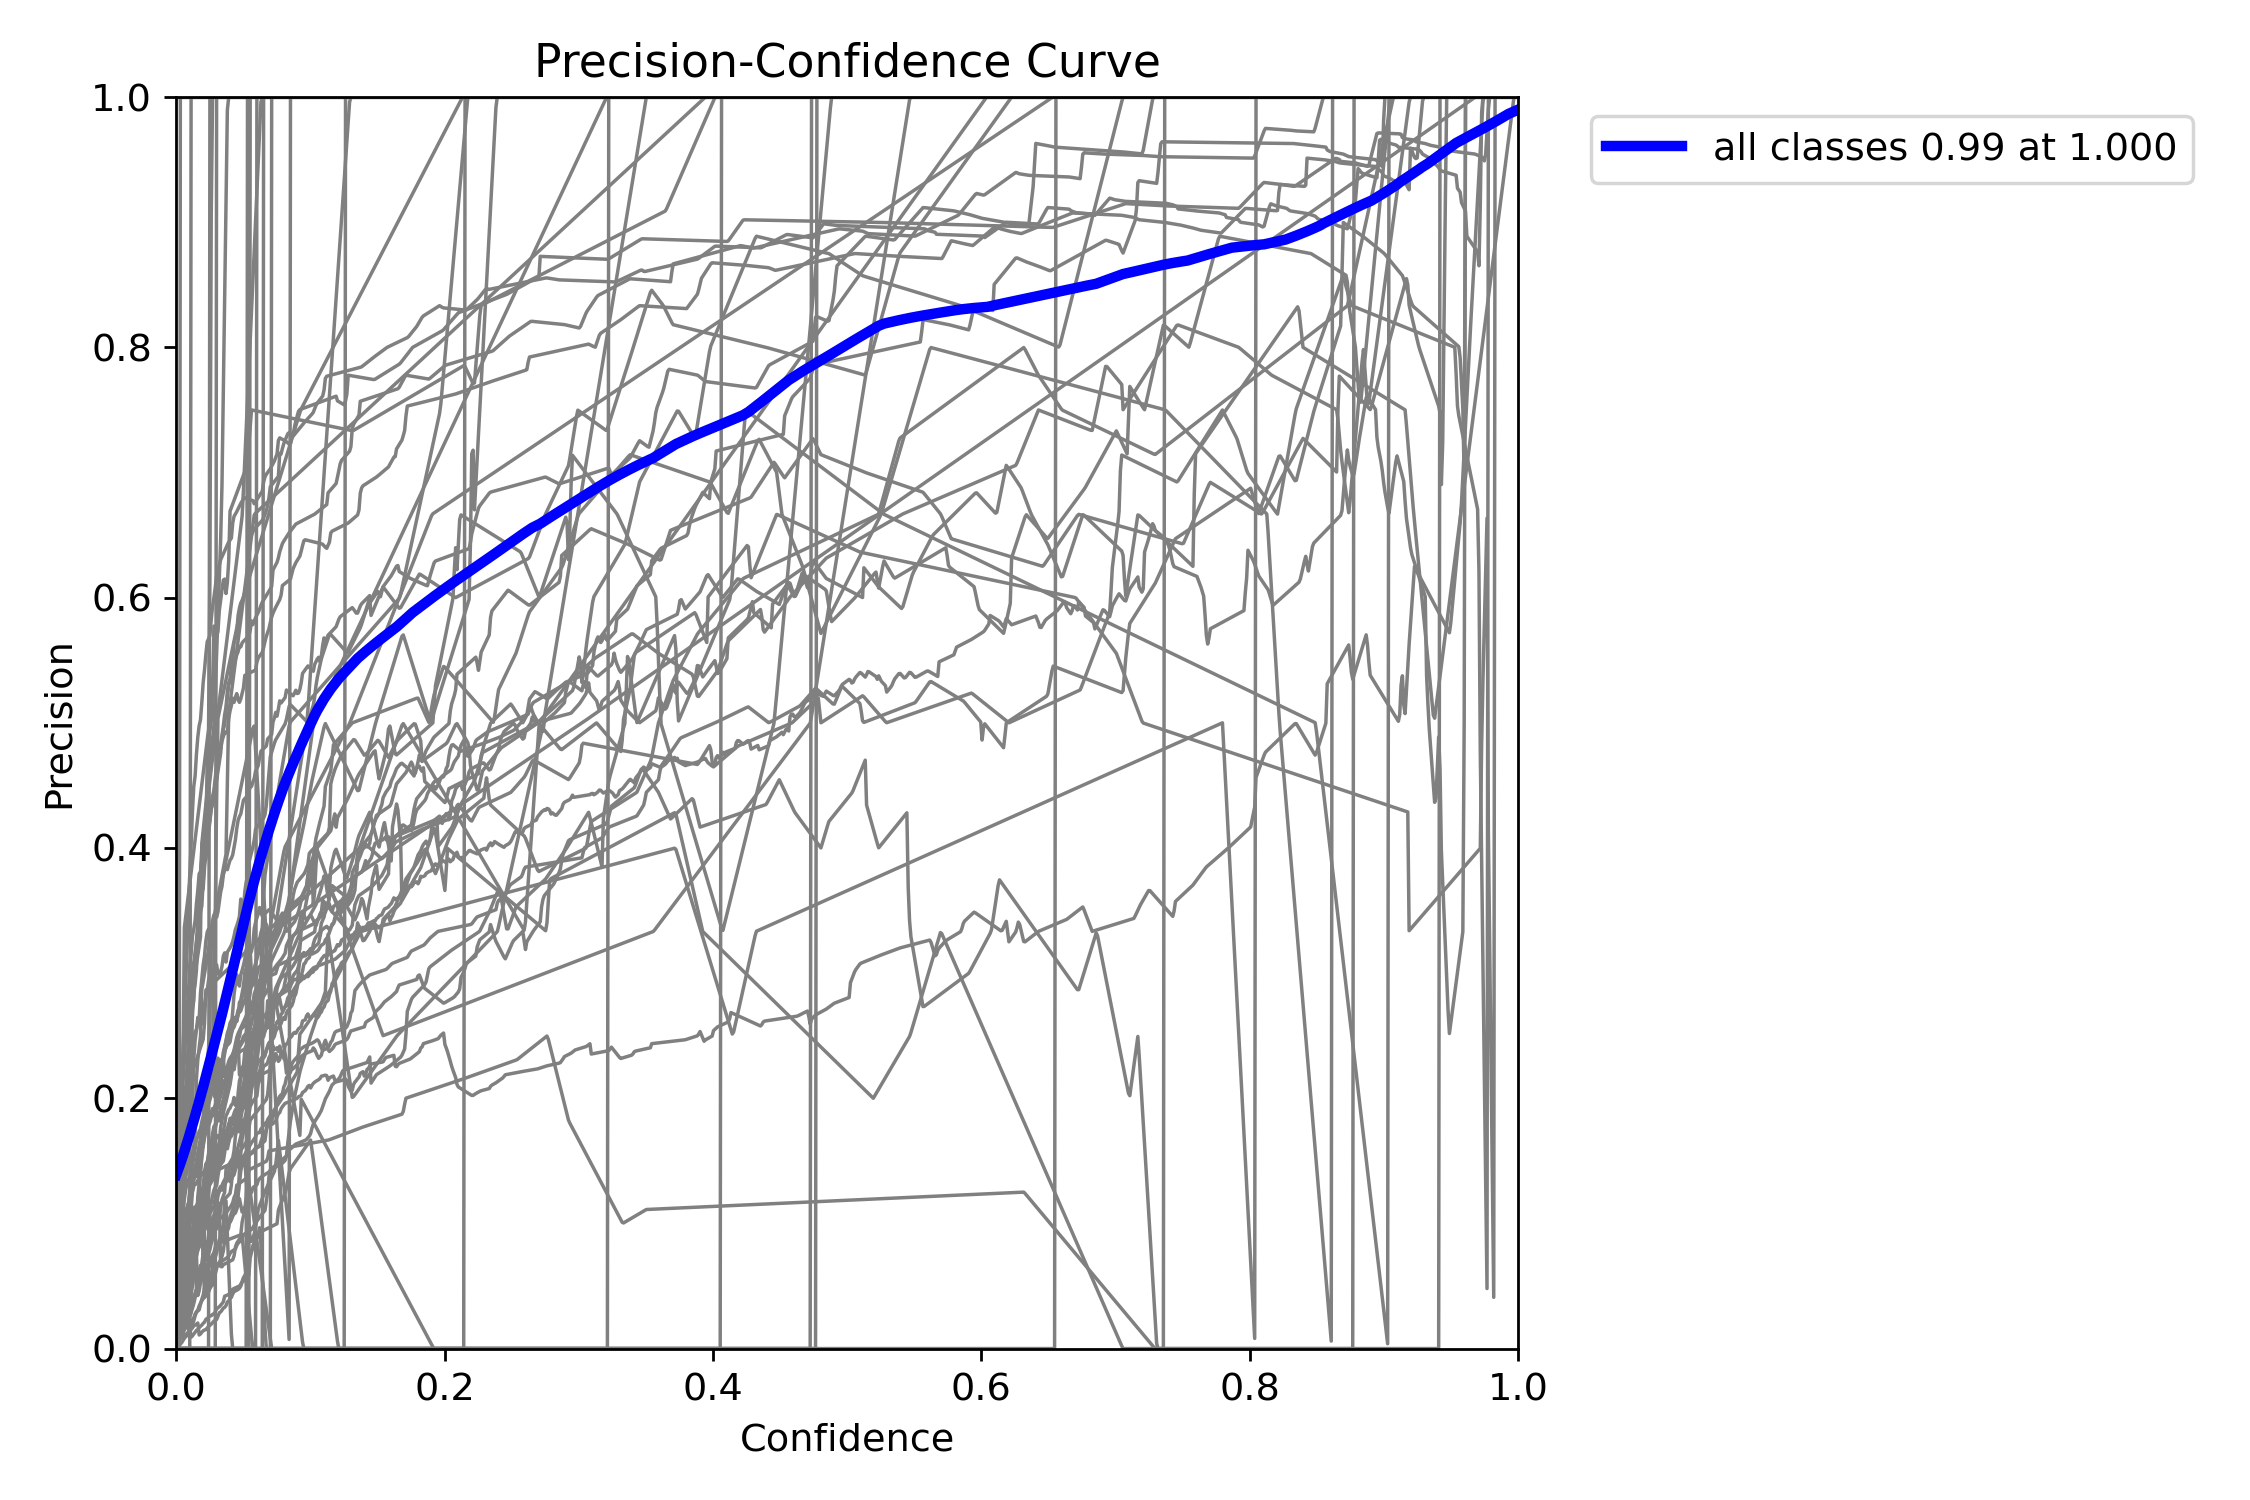 Precision-Confidence Curve
all classes 0.99 at 1.000
Precision
1.0
0.8
0.6
0.4
0.2
0.0
0.0 0.2 0.4 0.6 0.8 1.0
Confidence